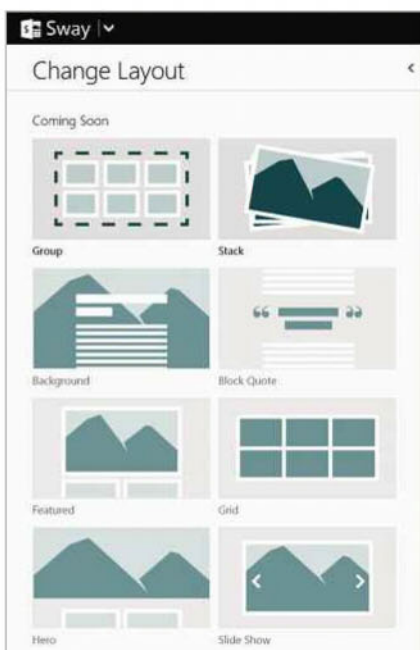 Sway
Change Layout
Coming Soon
Group
Stack
Background
Block Quote
Featured
Grid
Hero
Slide Show